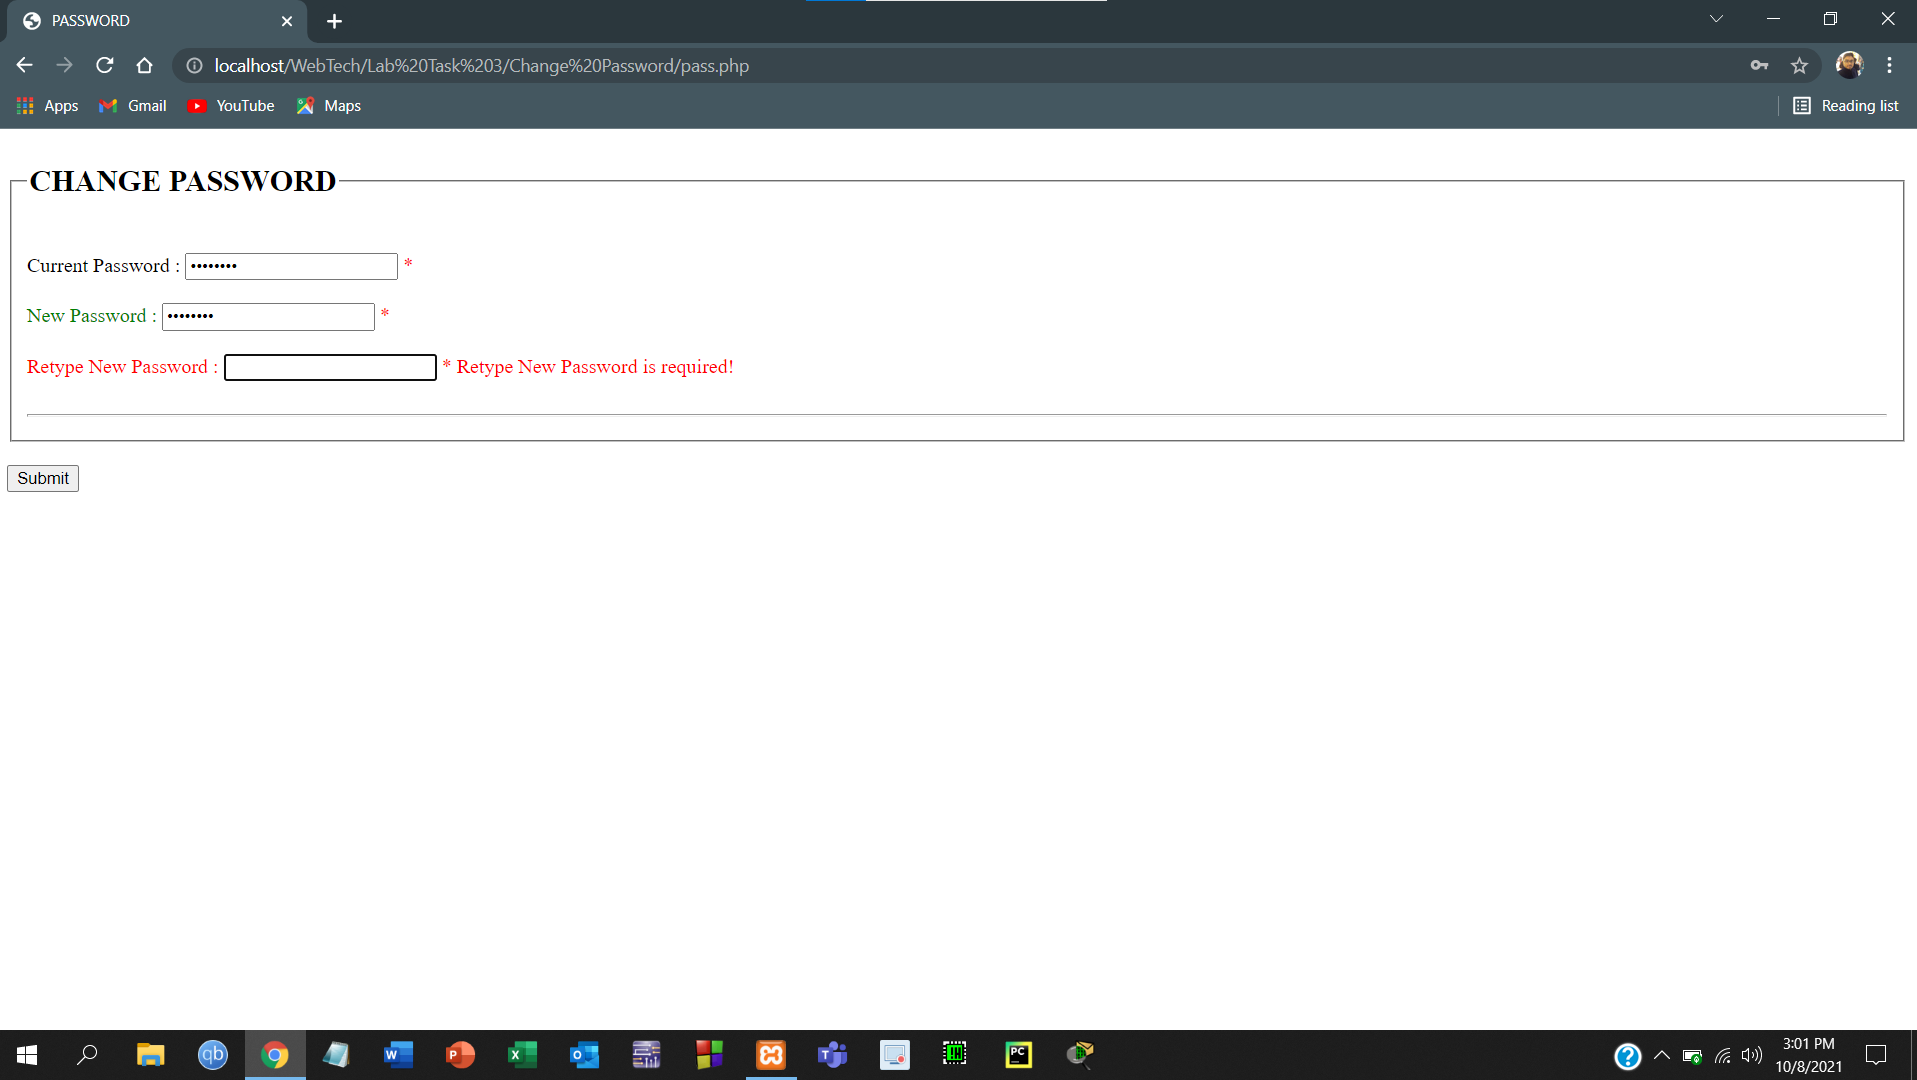 PASSWORD
localhost/WebTech/Lab%20Task%203/Change%20Password/pass.php
Apps Gmail YouTube Maps Reading list
CHANGE PASSWORD
Current Password : •••••••• *
New Password : •••••••• *
Retype New Password : * Retype New Password is required!
Submit
3:01 PM
10/8/2021